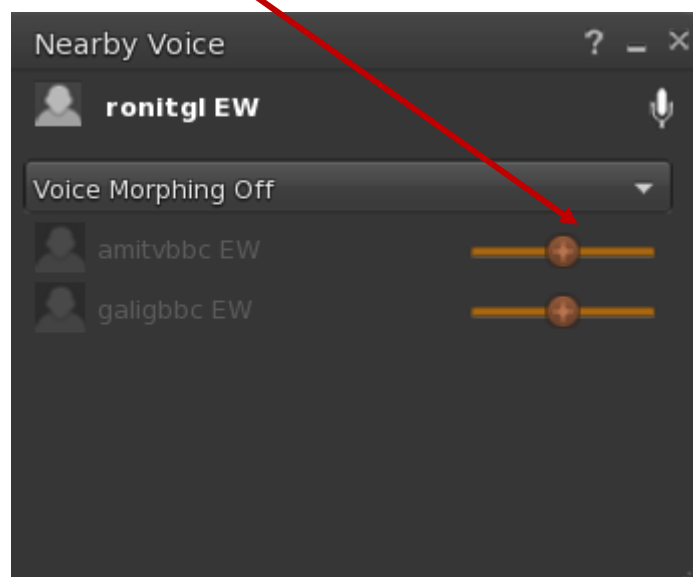 Nearby Voice ? _ ×
ronitgl EW
Voice Morphing Off
amitvbbc EW
galigbbc EW